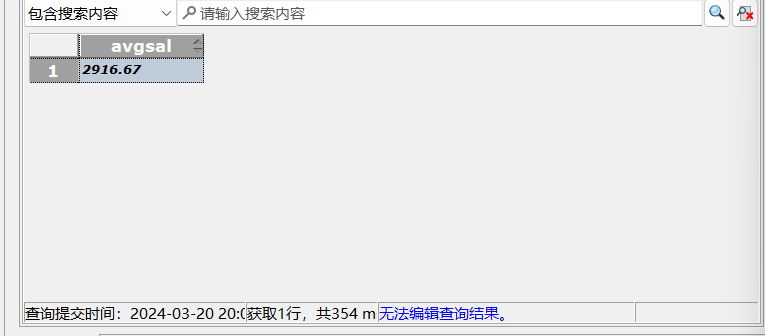 包含搜索内容 请输入搜索内容
avgsal
1 2916.67
查询提交时间：2024-03-20 20:0 获取1行，共354 m 无法编辑查询结果。